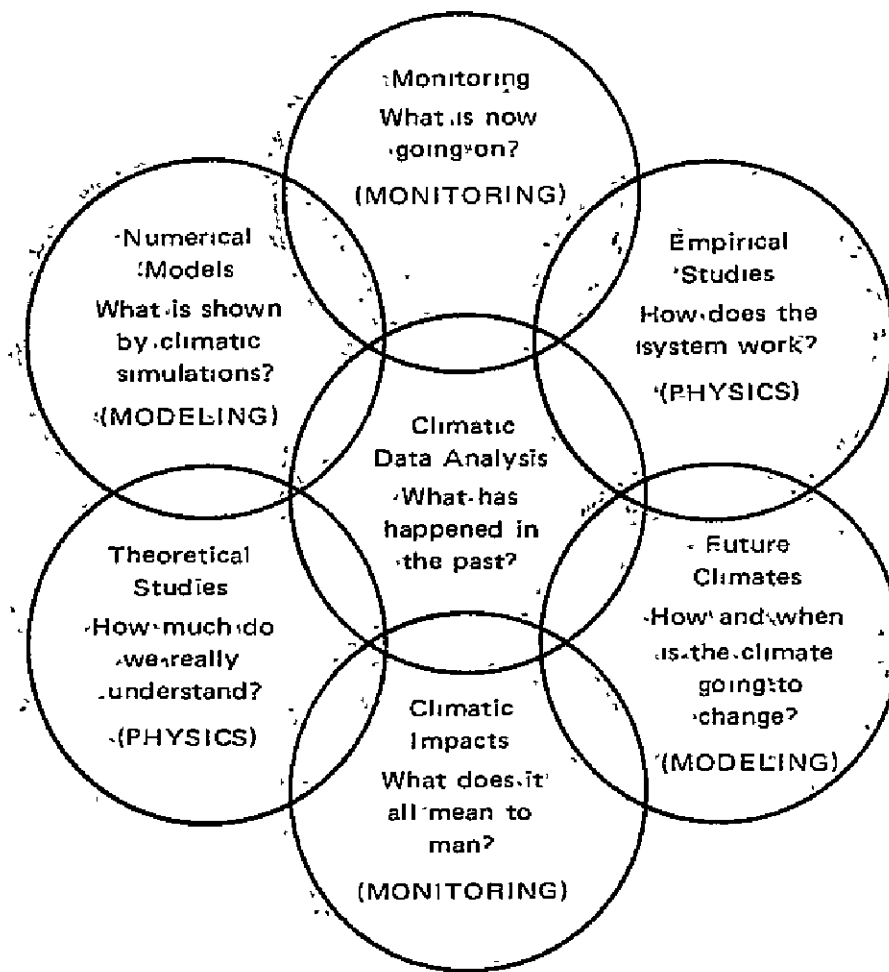 Monitoring
What is now
going on?
(MONITORING)
Numerical
Models
What is shown
by climatic
simulations?
(MODELING)
Empirical
Studies
How does the
system work?
(PHYSICS)
Climatic
Data Analysis
What has
happened in
the past?
Theoretical
Studies
How much do
we really
understand?
(PHYSICS)
Future
Climates
How and when
is the climate
going to
change?
(MODELING)
Climatic
Impacts
What does it
all mean to
man?
(MONITORING)